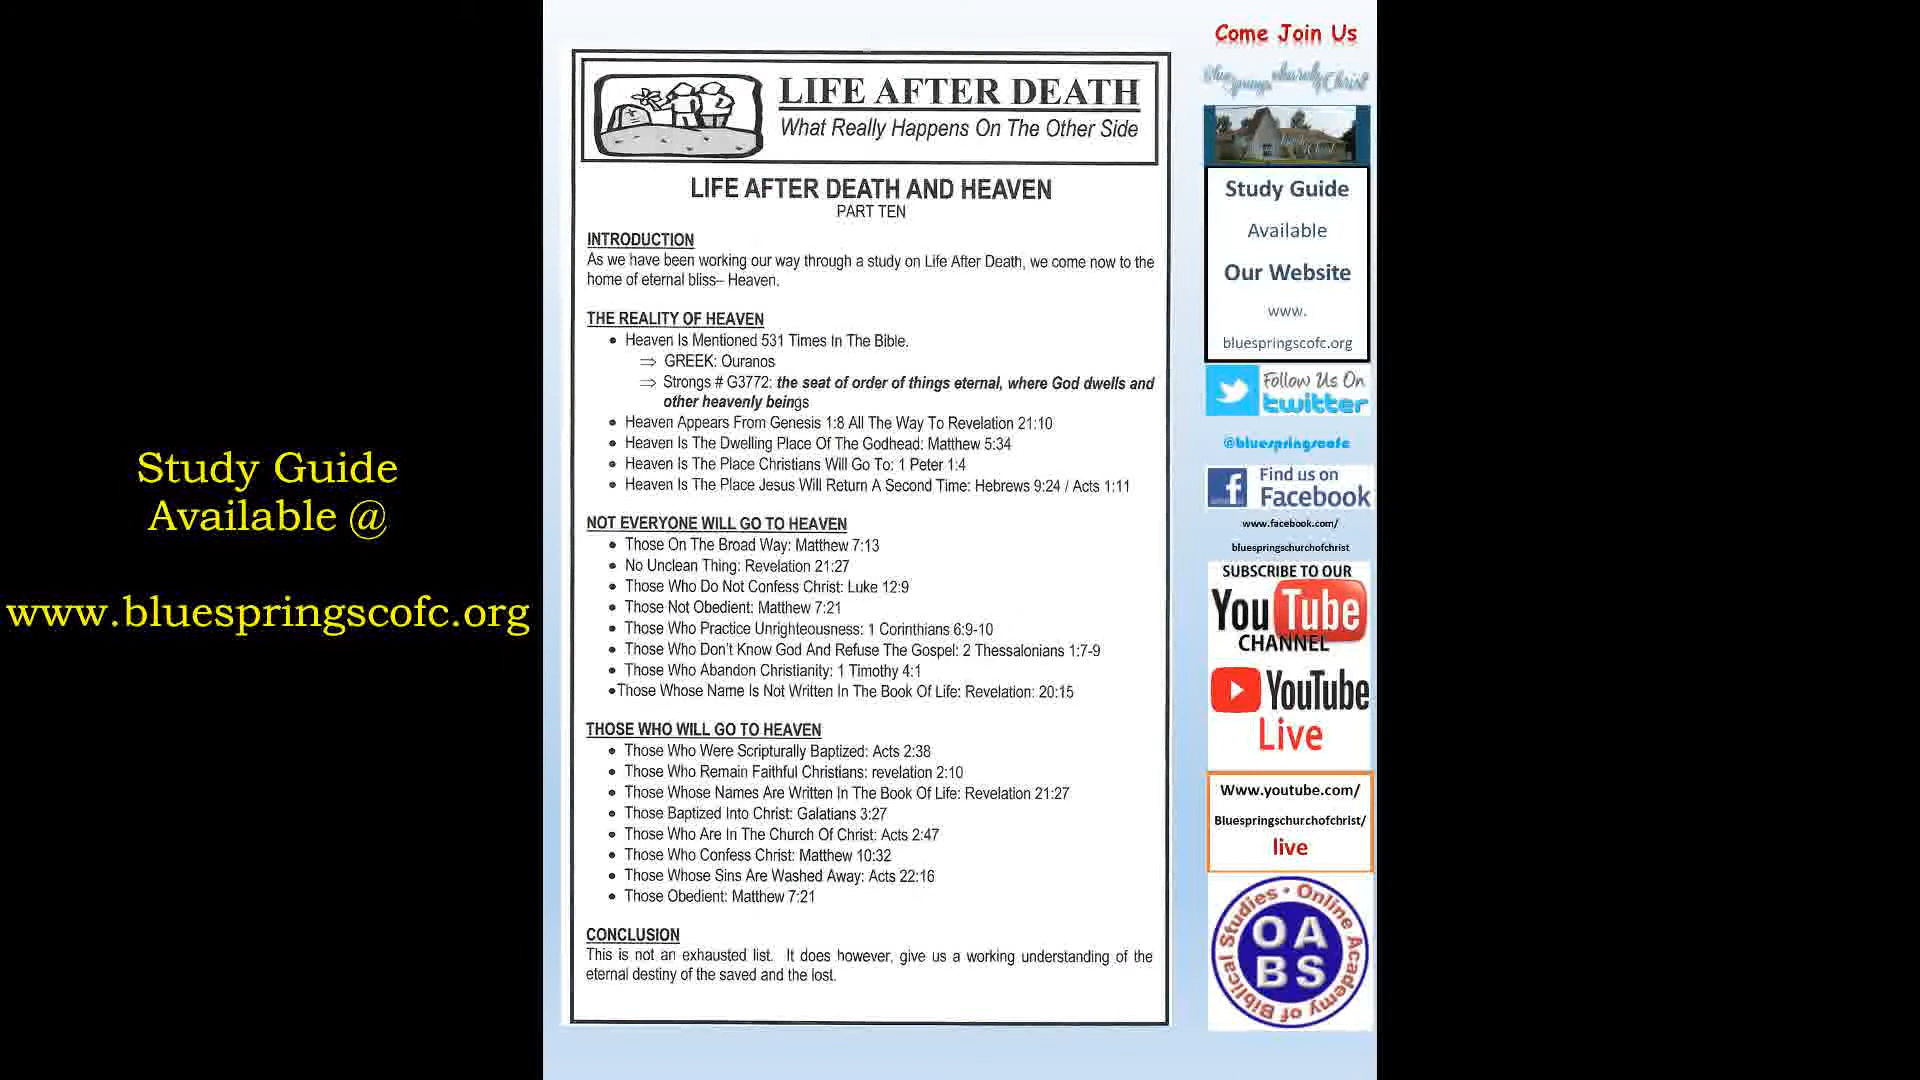 Study Guide
Available @
www.bluespringscofc.org
LIFE AFTER DEATH
What Really Happens On The Other Side
LIFE AFTER DEATH AND HEAVEN
PART TEN
INTRODUCTION
As we have been working our way through a study on Life After Death, we come now to the
home of eternal bliss– Heaven.
THE REALITY OF HEAVEN
• Heaven Is Mentioned 531 Times In The Bible.
⇒ GREEK: Ouranos
⇒ Strongs # G3772: the seat of order of things eternal, where God dwells and
other heavenly beings
• Heaven Appears From Genesis 1:8 All The Way To Revelation 21:10
• Heaven Is The Dwelling Place Of The Godhead: Matthew 5:34
• Heaven Is The Place Christians Will Go To: 1 Peter 1:4
• Heaven Is The Place Jesus Will Return A Second Time: Hebrews 9:24 / Acts 1:11
NOT EVERYONE WILL GO TO HEAVEN
• Those On The Broad Way: Matthew 7:13
• No Unclean Thing: Revelation 21:27
• Those Who Do Not Confess Christ: Luke 12:9
• Those Not Obedient: Matthew 7:21
• Those Who Practice Unrighteousness: 1 Corinthians 6:9-10
• Those Who Don't Know God And Refuse The Gospel: 2 Thessalonians 1:7-9
• Those Who Abandon Christianity: 1 Timothy 4:1
•Those Whose Name Is Not Written In The Book Of Life: Revelation: 20:15
THOSE WHO WILL GO TO HEAVEN
• Those Who Were Scripturally Baptized: Acts 2:38
• Those Who Remain Faithful Christians: revelation 2:10
• Those Whose Names Are Written In The Book Of Life: Revelation 21:27
• Those Baptized Into Christ: Galatians 3:27
• Those Who Are In The Church Of Christ: Acts 2:47
• Those Who Confess Christ: Matthew 10:32
• Those Whose Sins Are Washed Away: Acts 22:16
• Those Obedient: Matthew 7:21
CONCLUSION
This is not an exhausted list. It does however, give us a working understanding of the
eternal destiny of the saved and the lost.
Come Join Us
Blue Springs Church of Christ
Study Guide
Available
Our Website
www.
bluespringscofc.org
Follow Us On
twitter
@bluespringscofc
Find us on
Facebook
www.facebook.com/
bluespringschurchofchrist
SUBSCRIBE TO OUR
YouTube
CHANNEL
YouTube
Live
Www.youtube.com/
Bluespringschurchofchrist/
live
Online Academy of Biblical Studies
OA
BS